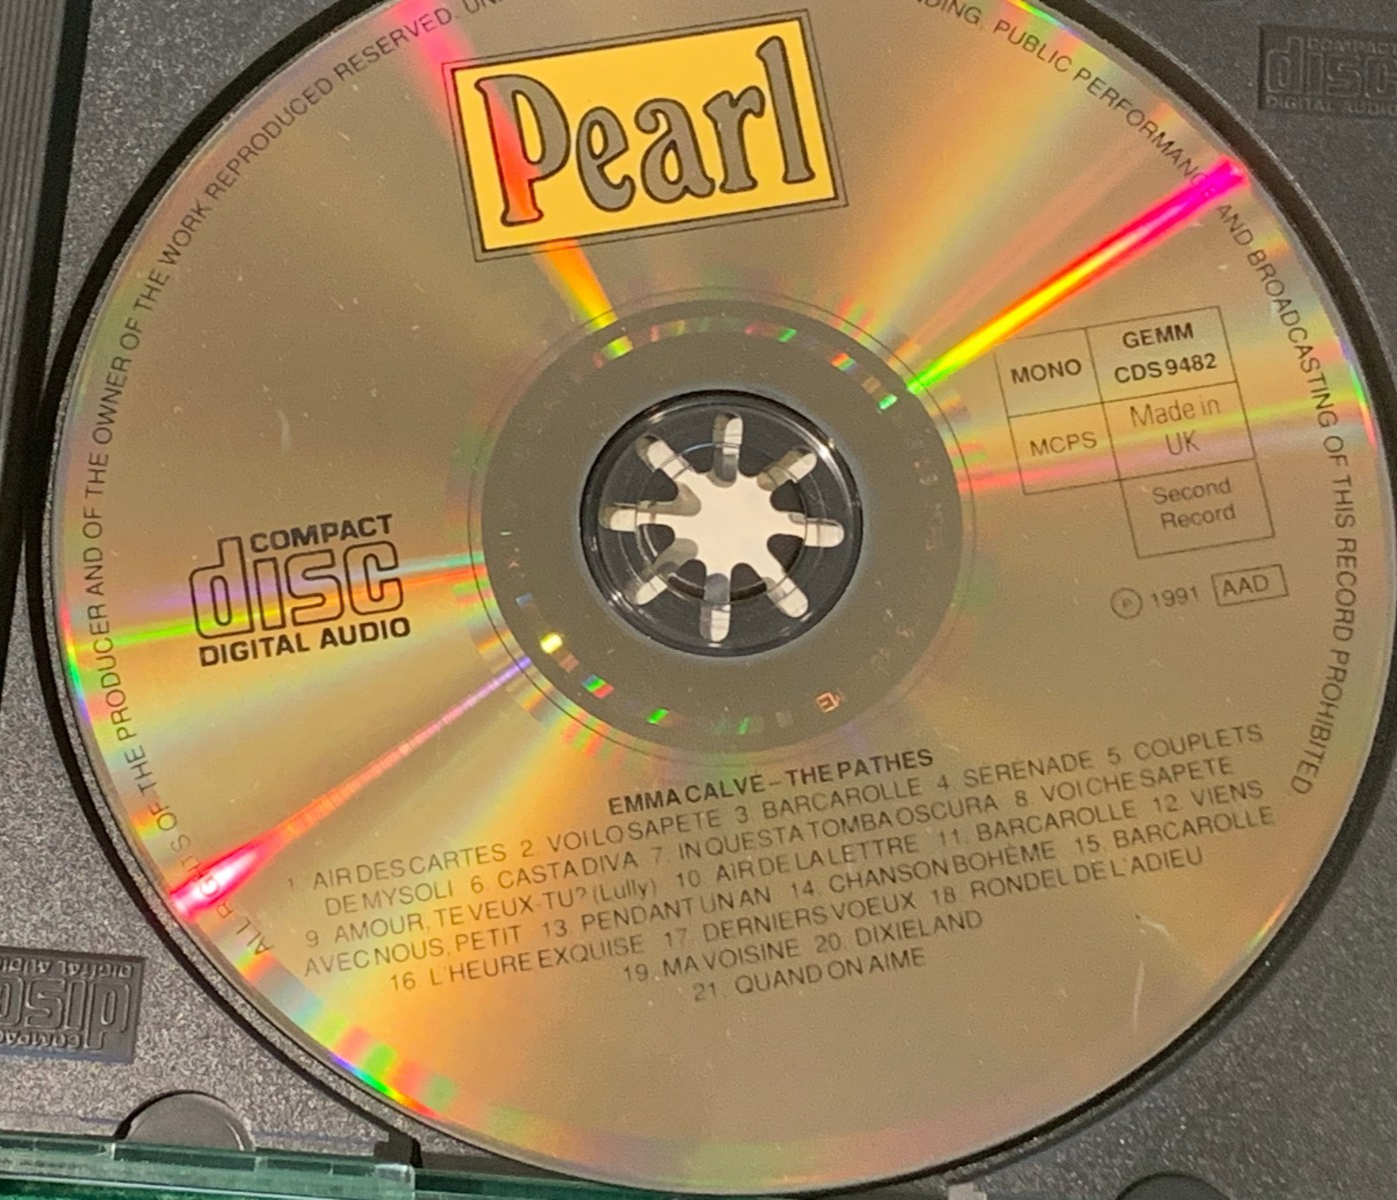 Pearl
ALL RIGHTS OF THE PRODUCER AND OF THE OWNER OF THE WORK REPRODUCED RESERVED.
PUBLIC PERFORMANCE AND BROADCASTING OF THIS RECORD PROHIBITED
MONO
GEMM
CDS 9482
MCPS
Made in
UK
Second
Record
℗ 1991 AAD
COMPACT
disc
DIGITAL AUDIO
EMMA CALVÉ – THE PATHES
1. AIR DES CARTES 2. VOI LO SAPETE 3. BARCAROLLE 4. SERENADE 5. COUPLETS
DE MYSOLI 6. CASTA DIVA 7. IN QUESTA TOMBA OSCURA 8. VOI CHE SAPETE
9. AMOUR, TE VEUX-TU? (Lully) 10. AIR DE LA LETTRE 11. BARCAROLLE 12. VIENS
AVEC NOUS, PETIT 13. PENDANT UN AN 14. CHANSON BOHÈME 15. BARCAROLLE
16. L'HEURE EXQUISE 17. DERNIERS VOEUX 18. RONDEL DE L'ADIEU
19. MA VOISINE 20. DIXIELAND
21. QUAND ON AIME
COMPACT
disc
DIGITAL AUDIO
COMPACT
disc
DIGITAL AUDIO